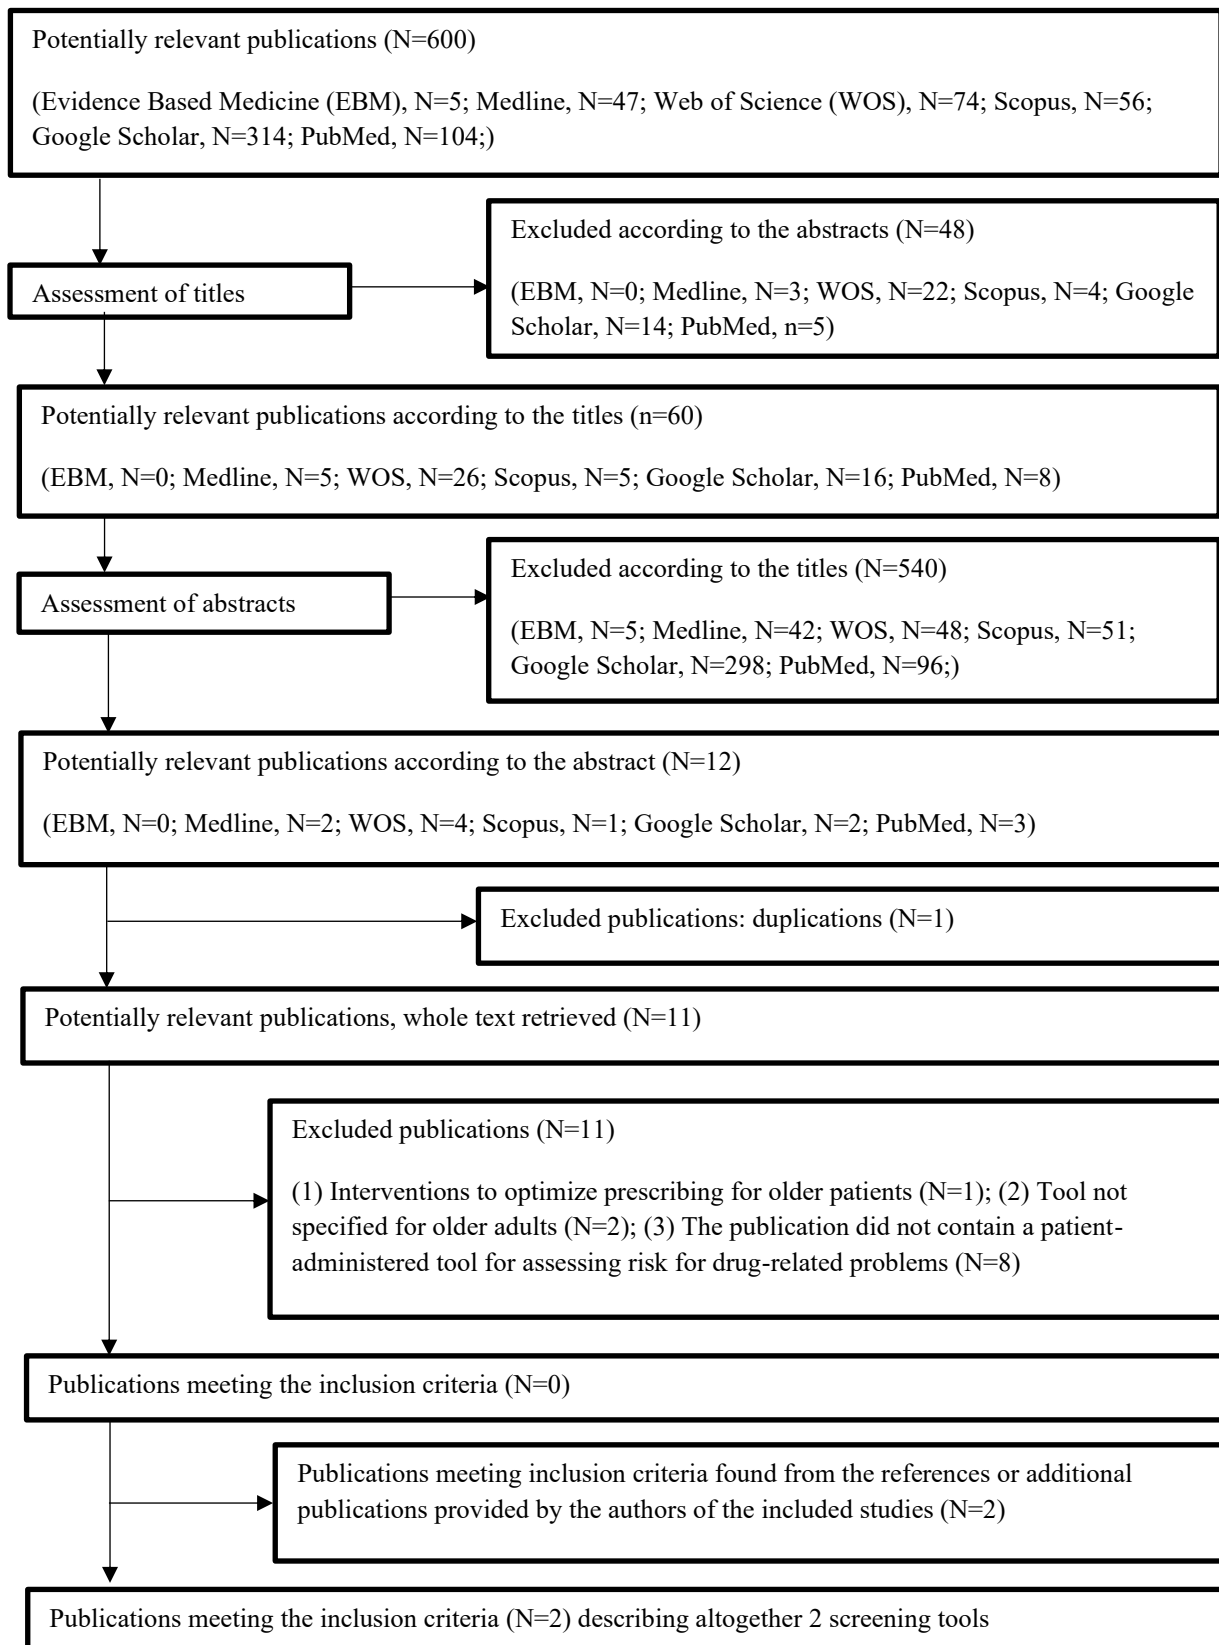 Potentially relevant publications (N=600)
(Evidence Based Medicine (EBM), N=5; Medline, N=47; Web of Science (WOS), N=74; Scopus, N=56;
Google Scholar, N=314; PubMed, N=104;)
Excluded according to the abstracts (N=48)
(EBM, N=0; Medline, N=3; WOS, N=22; Scopus, N=4; Google
Scholar, N=14; PubMed, n=5)
Assessment of titles
Potentially relevant publications according to the titles (n=60)
(EBM, N=0; Medline, N=5; WOS, N=26; Scopus, N=5; Google Scholar, N=16; PubMed, N=8)
Excluded according to the titles (N=540)
(EBM, N=5; Medline, N=42; WOS, N=48; Scopus, N=51;
Google Scholar, N=298; PubMed, N=96;)
Assessment of abstracts
Potentially relevant publications according to the abstract (N=12)
(EBM, N=0; Medline, N=2; WOS, N=4; Scopus, N=1; Google Scholar, N=2; PubMed, N=3)
Excluded publications: duplications (N=1)
Potentially relevant publications, whole text retrieved (N=11)
Excluded publications (N=11)
(1) Interventions to optimize prescribing for older patients (N=1); (2) Tool not
specified for older adults (N=2); (3) The publication did not contain a patient-
administered tool for assessing risk for drug-related problems (N=8)
Publications meeting the inclusion criteria (N=0)
Publications meeting inclusion criteria found from the references or additional
publications provided by the authors of the included studies (N=2)
Publications meeting the inclusion criteria (N=2) describing altogether 2 screening tools